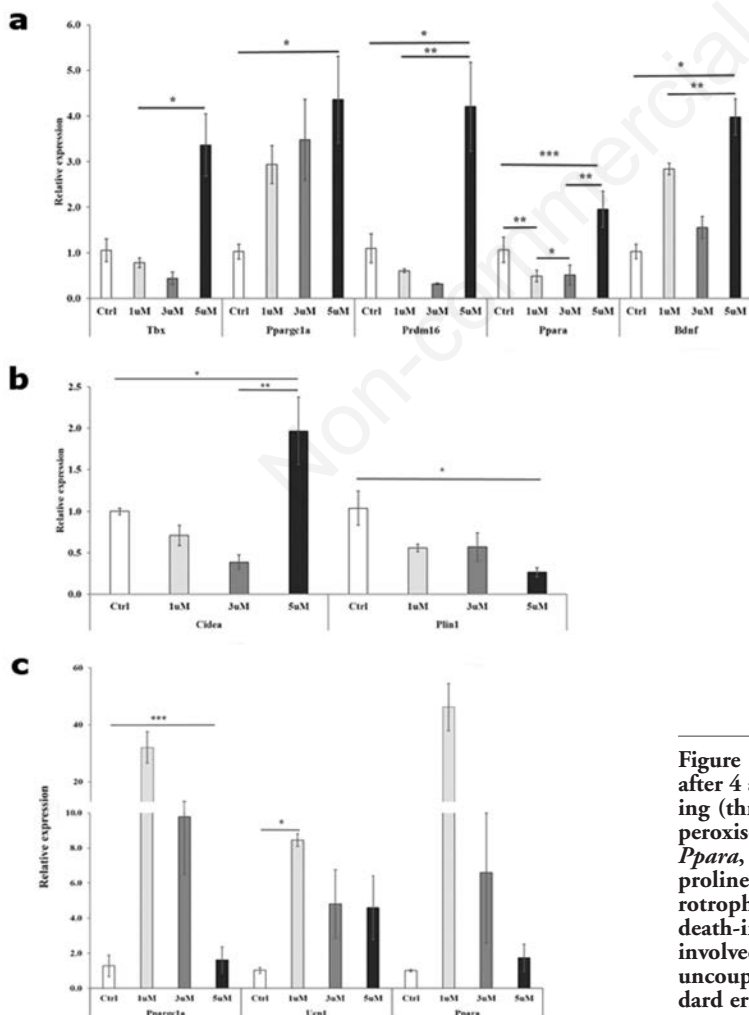 a
6.0
5.0
4.0
3.0
2.0
1.0
0.0
Relative expression
*
*
*
**
***
**
**
*
*
**
Ctrl 1uM 3uM 5uM Ctrl 1uM 3uM 5uM Ctrl 1uM 3uM 5uM Ctrl 1uM 3uM 5uM Ctrl 1uM 3uM 5uM
Tbx Ppargc1a Prdm16 Ppara Bdnf
Non-commercial
b
2.5
2.0
1.5
1.0
0.5
0.0
Relative expression
*
**
*
Ctrl 1uM 3uM 5uM Ctrl 1uM 3uM 5uM
Cidea Plin1
c
60
40
20
10.0
8.0
6.0
4.0
2.0
0.0
Relative expression
***
*
Ctrl 1uM 3uM 5uM Ctrl 1uM 3uM 5uM Ctrl 1uM 3uM 5uM
Ppargc1a Ucp1 Ppara
Figure
after 4
ing (thr
peroxis
Ppara,
proline
rotroph
death-i
involve
uncoup
dard er